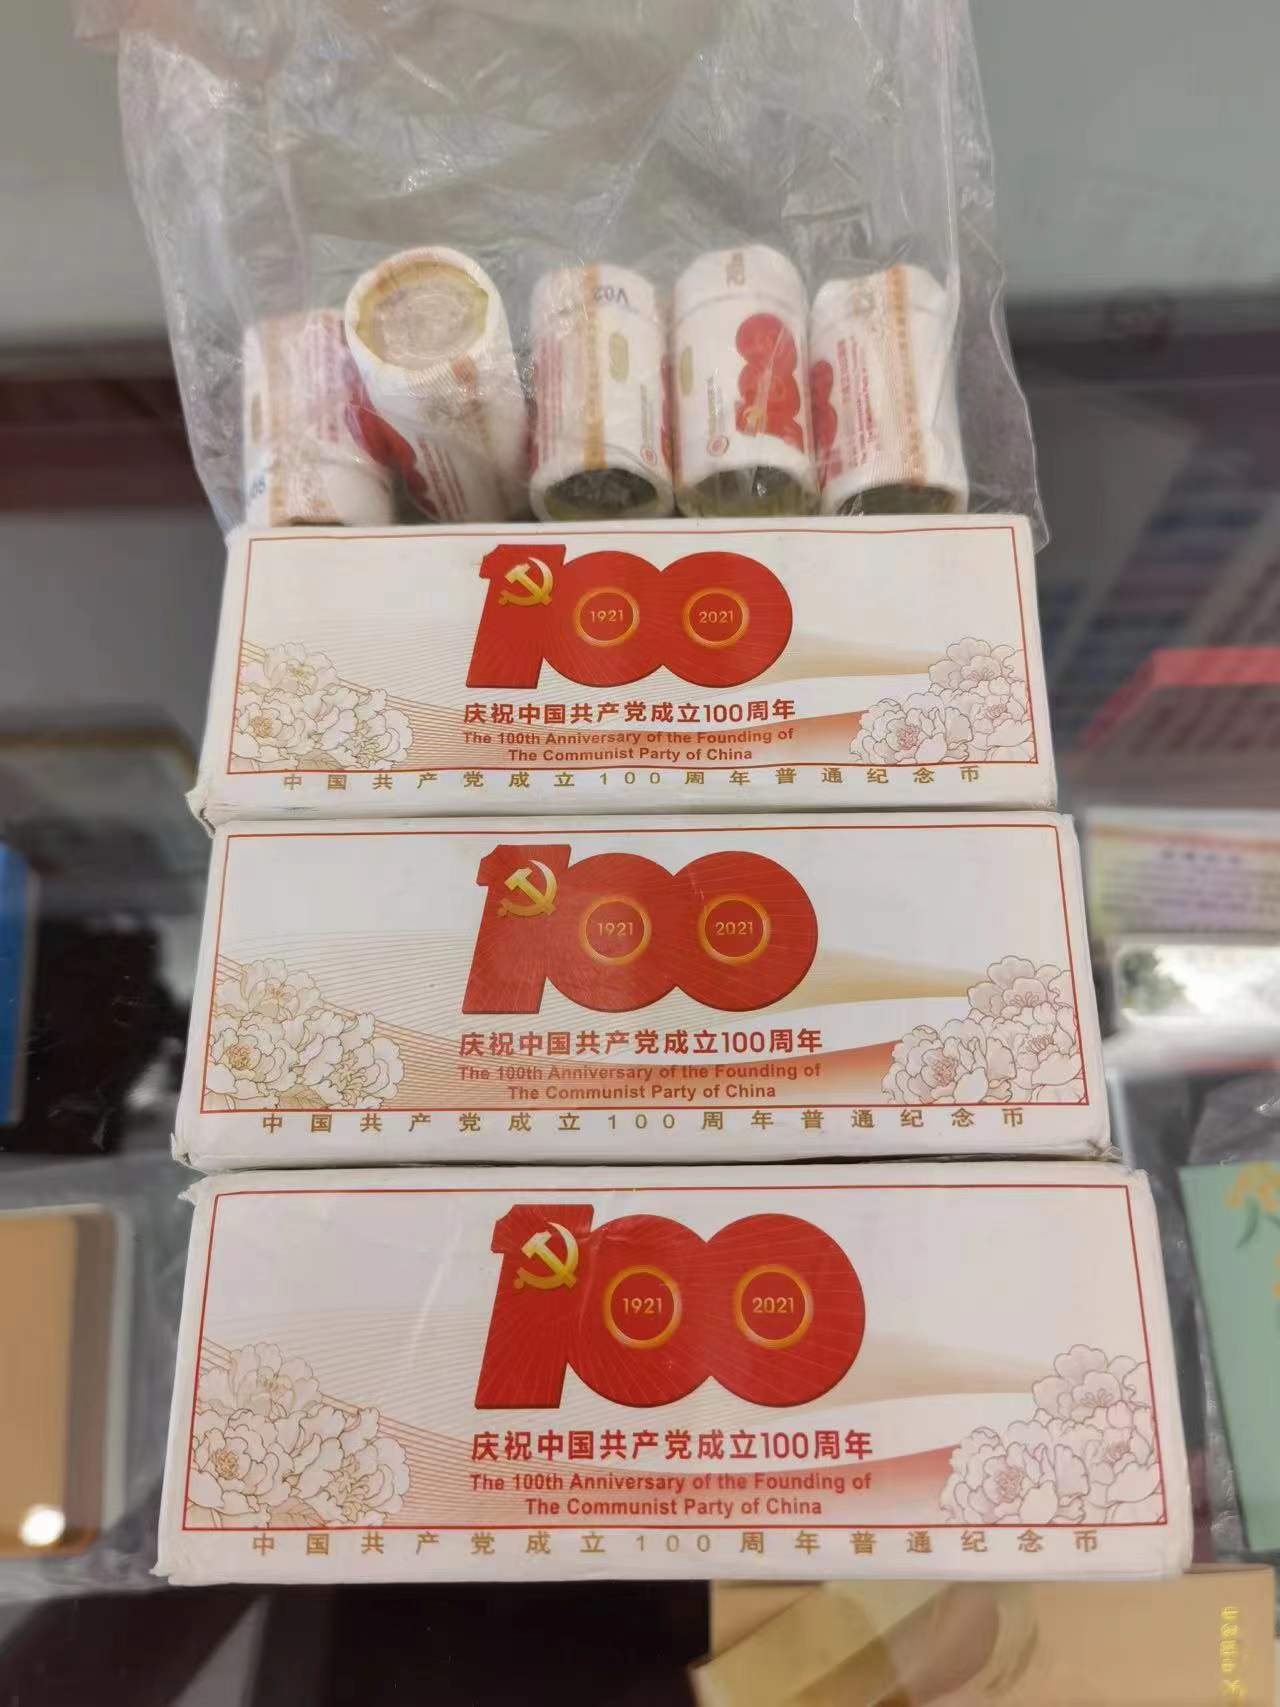 V02
1921
2021
庆祝中国共产党成立100周年
The 100th Anniversary of the Founding of
The Communist Party of China
中国共产党成立100周年普通纪念币
1921
2021
庆祝中国共产党成立100周年
The 100th Anniversary of the Founding of
The Communist Party of China
中国共产党成立100周年普通纪念币
1921
2021
庆祝中国共产党成立100周年
The 100th Anniversary of the Founding of
The Communist Party of China
中国共产党成立100周年普通纪念币